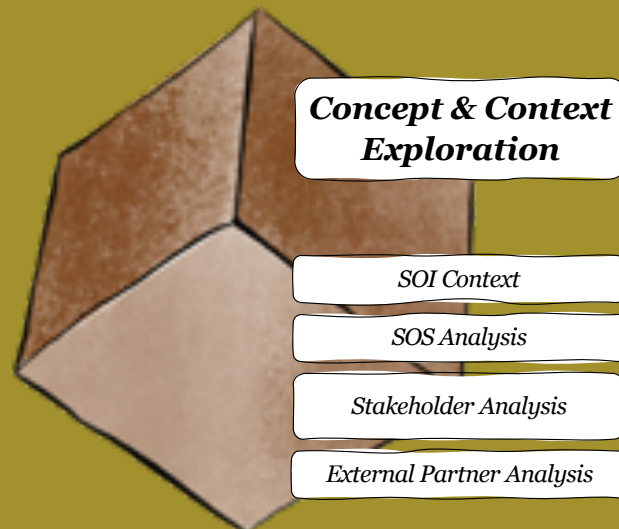 Concept & Context
Exploration
SOI Context
SOS Analysis
Stakeholder Analysis
External Partner Analysis